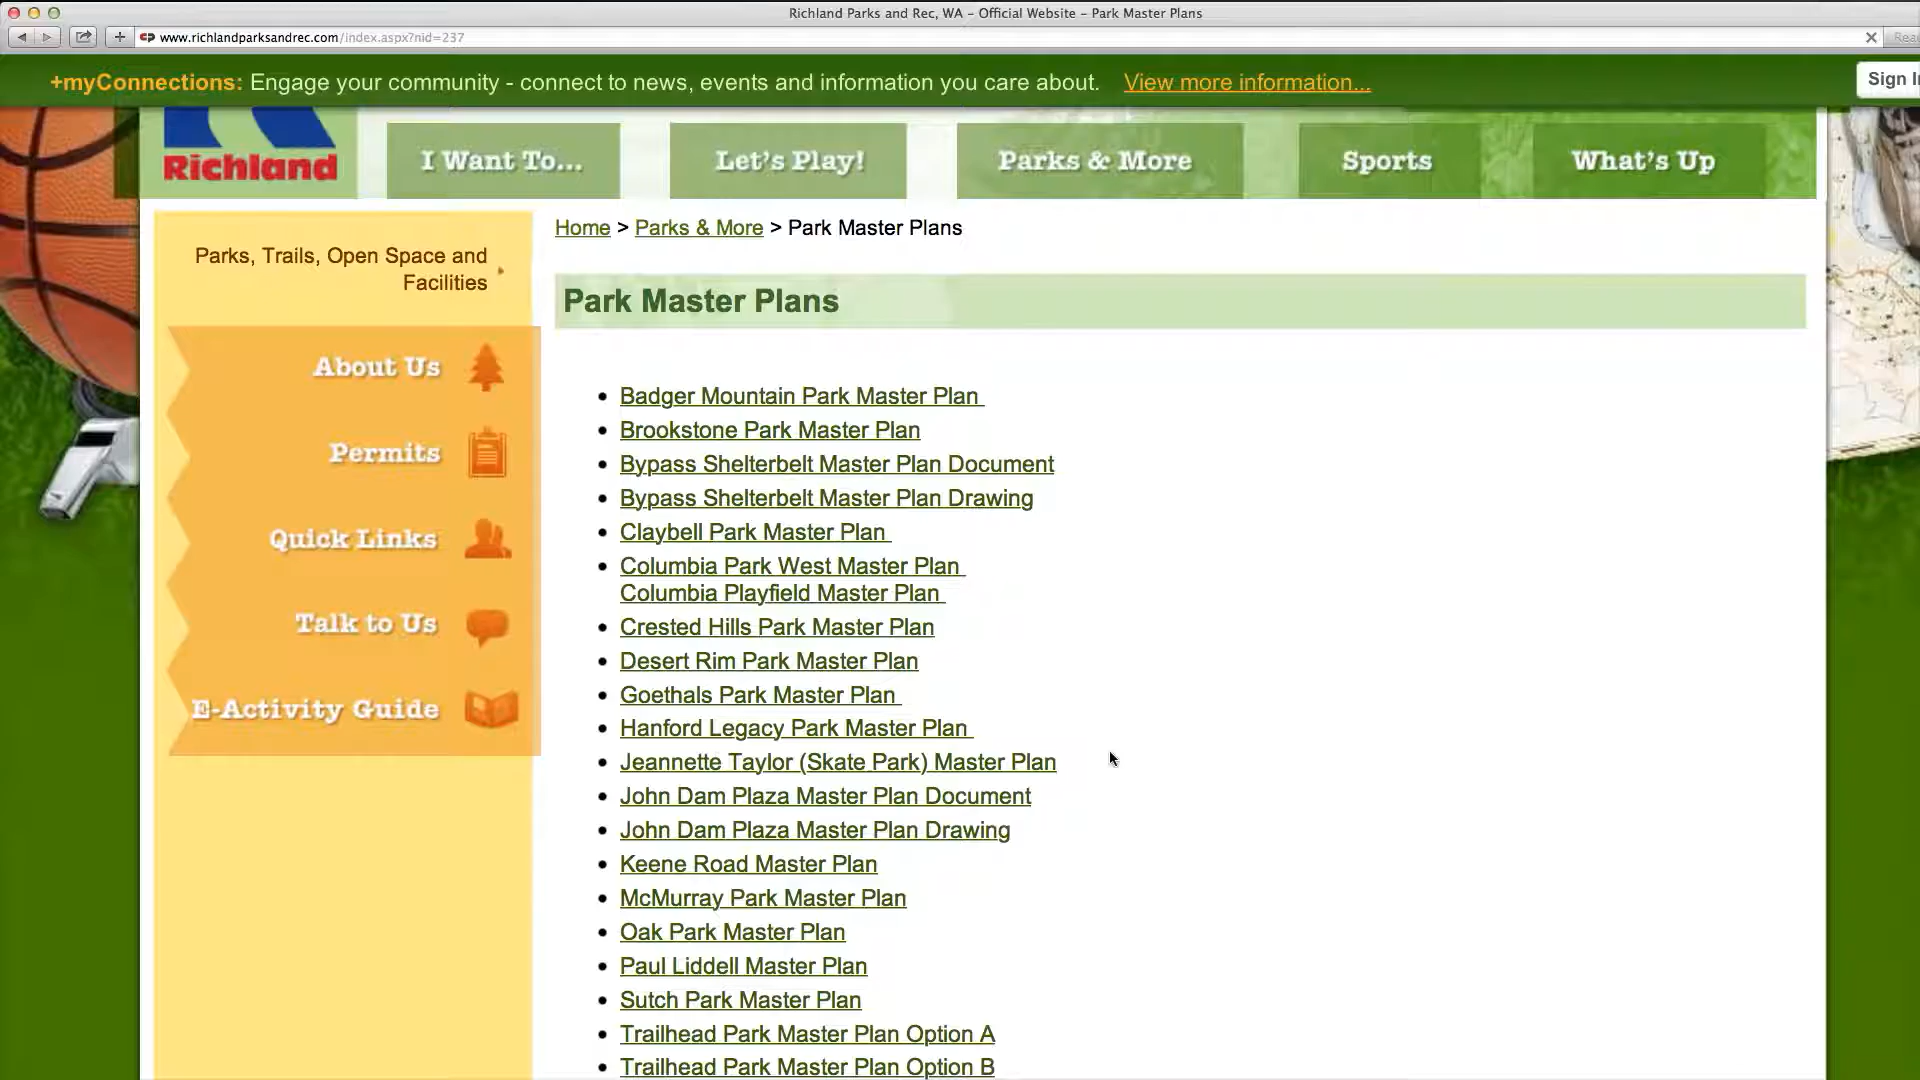 Richland Parks and Rec, WA – Official Website – Park Master Plans
www.richlandparksandrec.com/index.aspx?nid=237
+myConnections: Engage your community - connect to news, events and information you care about. View more information...
Richland
I Want To... Let's Play! Parks & More Sports What's Up
Parks, Trails, Open Space and
Facilities
About Us
Permits
Quick Links
Talk to Us
E-Activity Guide
Home > Parks & More > Park Master Plans
Park Master Plans
Badger Mountain Park Master Plan
Brookstone Park Master Plan
Bypass Shelterbelt Master Plan Document
Bypass Shelterbelt Master Plan Drawing
Claybell Park Master Plan
Columbia Park West Master Plan
Columbia Playfield Master Plan
Crested Hills Park Master Plan
Desert Rim Park Master Plan
Goethals Park Master Plan
Hanford Legacy Park Master Plan
Jeannette Taylor (Skate Park) Master Plan
John Dam Plaza Master Plan Document
John Dam Plaza Master Plan Drawing
Keene Road Master Plan
McMurray Park Master Plan
Oak Park Master Plan
Paul Liddell Master Plan
Sutch Park Master Plan
Trailhead Park Master Plan Option A
Trailhead Park Master Plan Option B